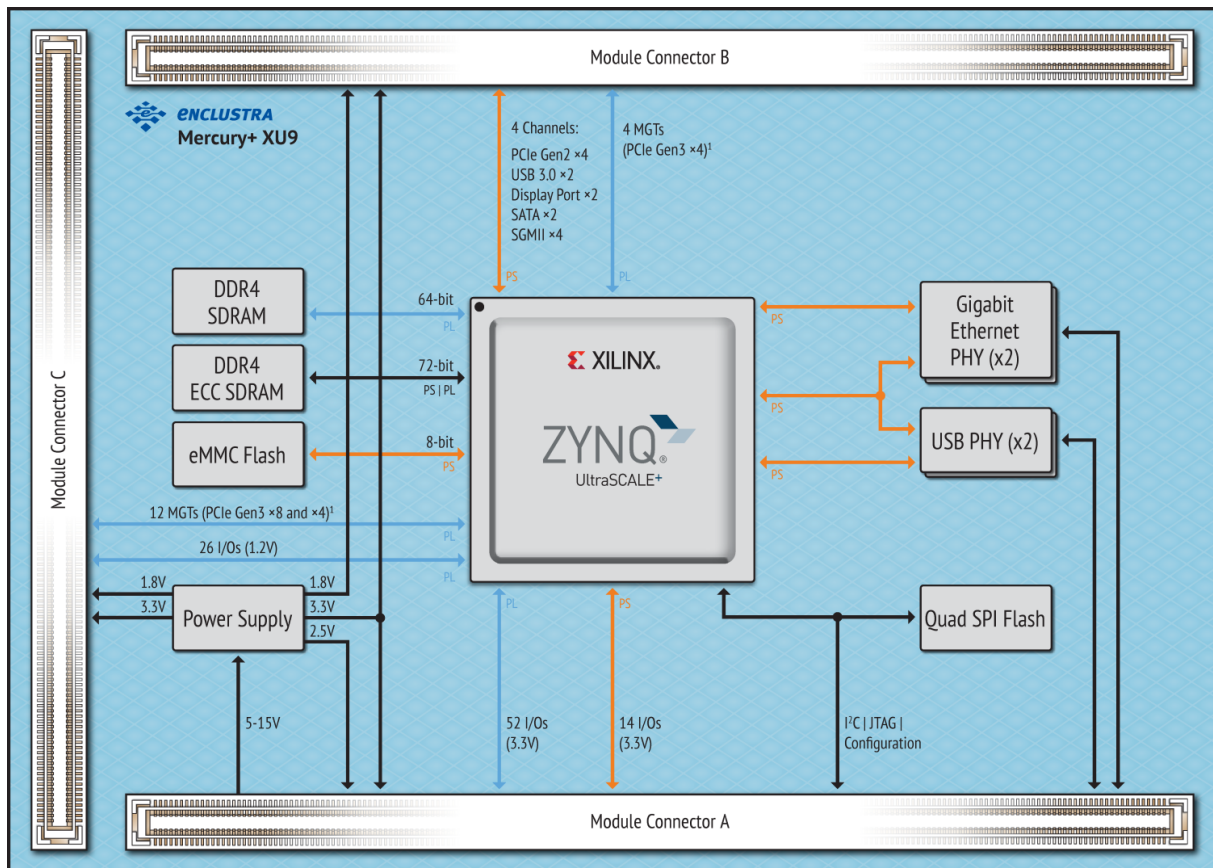 Module Connector B
ENCLUSTRA
Mercury+ XU9
4 Channels:
PCIe Gen2 ×4
USB 3.0 ×2
Display Port ×2
SATA ×2
SGMII ×4
PS
4 MGTs
(PCIe Gen3 ×4)¹
PL
Module Connector C
DDR4
SDRAM
64-bit
PL
DDR4
ECC SDRAM
72-bit
PS | PL
eMMC Flash
8-bit
PS
12 MGTs (PCIe Gen3 ×8 and ×4)¹
PL
26 I/Os (1.2V)
PL
XILINX®
ZYNQ®
UltraSCALE+
PS
Gigabit
Ethernet
PHY (x2)
PS
USB PHY (x2)
PS
1.8V
3.3V
Power Supply
1.8V
3.3V
2.5V
5-15V
PL
52 I/Os
(3.3V)
PS
14 I/Os
(3.3V)
Quad SPI Flash
I²C | JTAG |
Configuration
Module Connector A